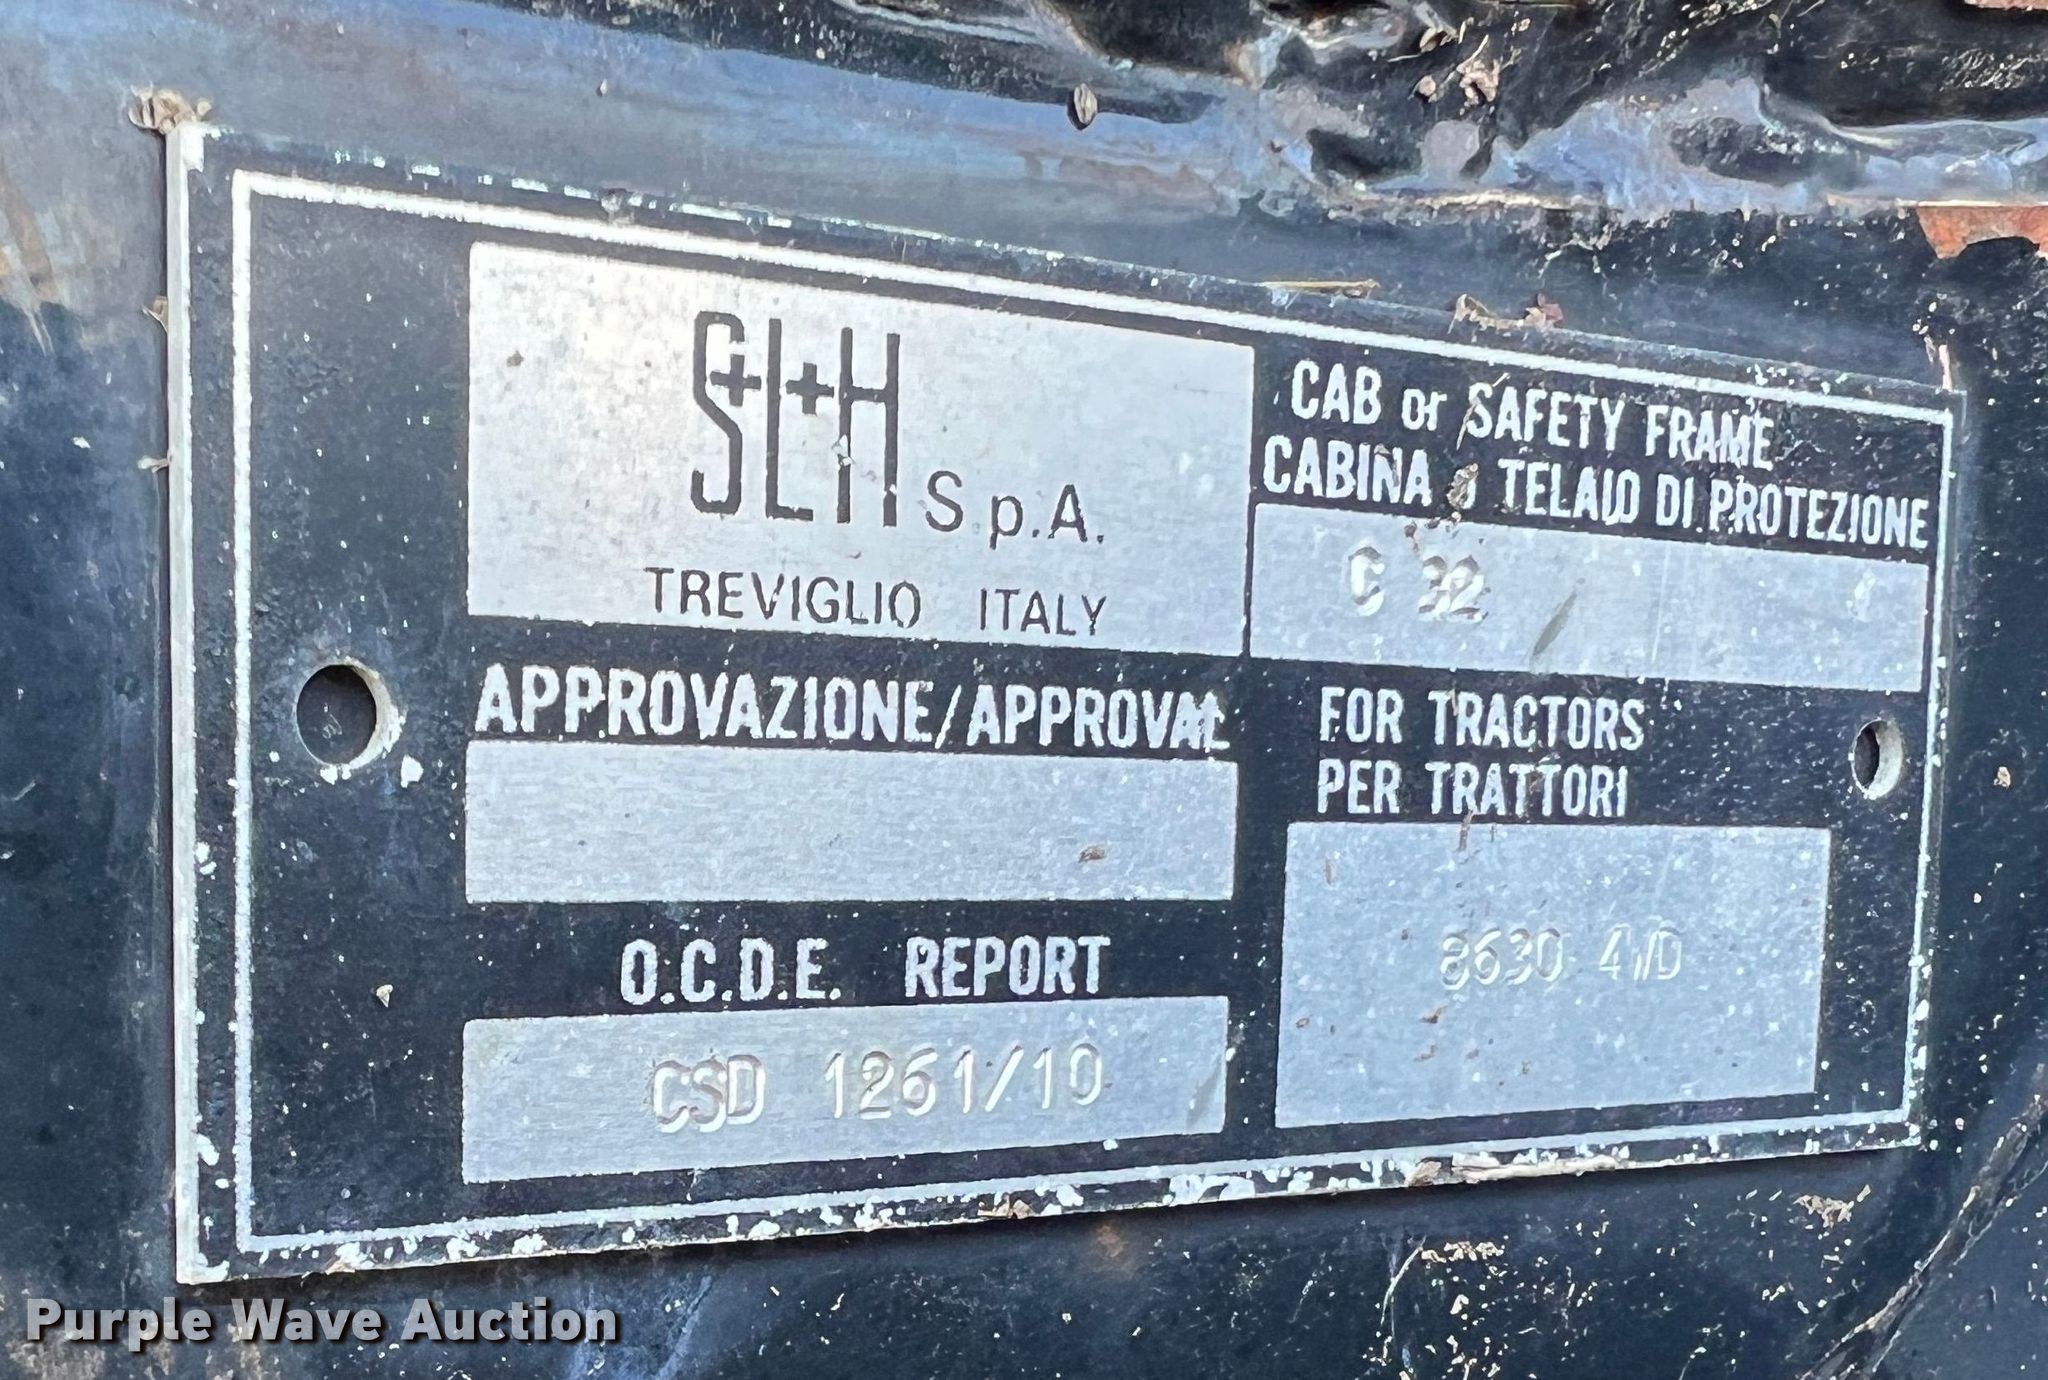 S+L+H S.p.A.
TREVIGLIO ITALY
CAB or SAFETY FRAME
CABINA o TELAIO DI PROTEZIONE
C 32
APPROVAZIONE/APPROVAL
FOR TRACTORS
PER TRATTORI
8630 4WD
O.C.D.E. REPORT
CSD 1261/10
Purple Wave Auction